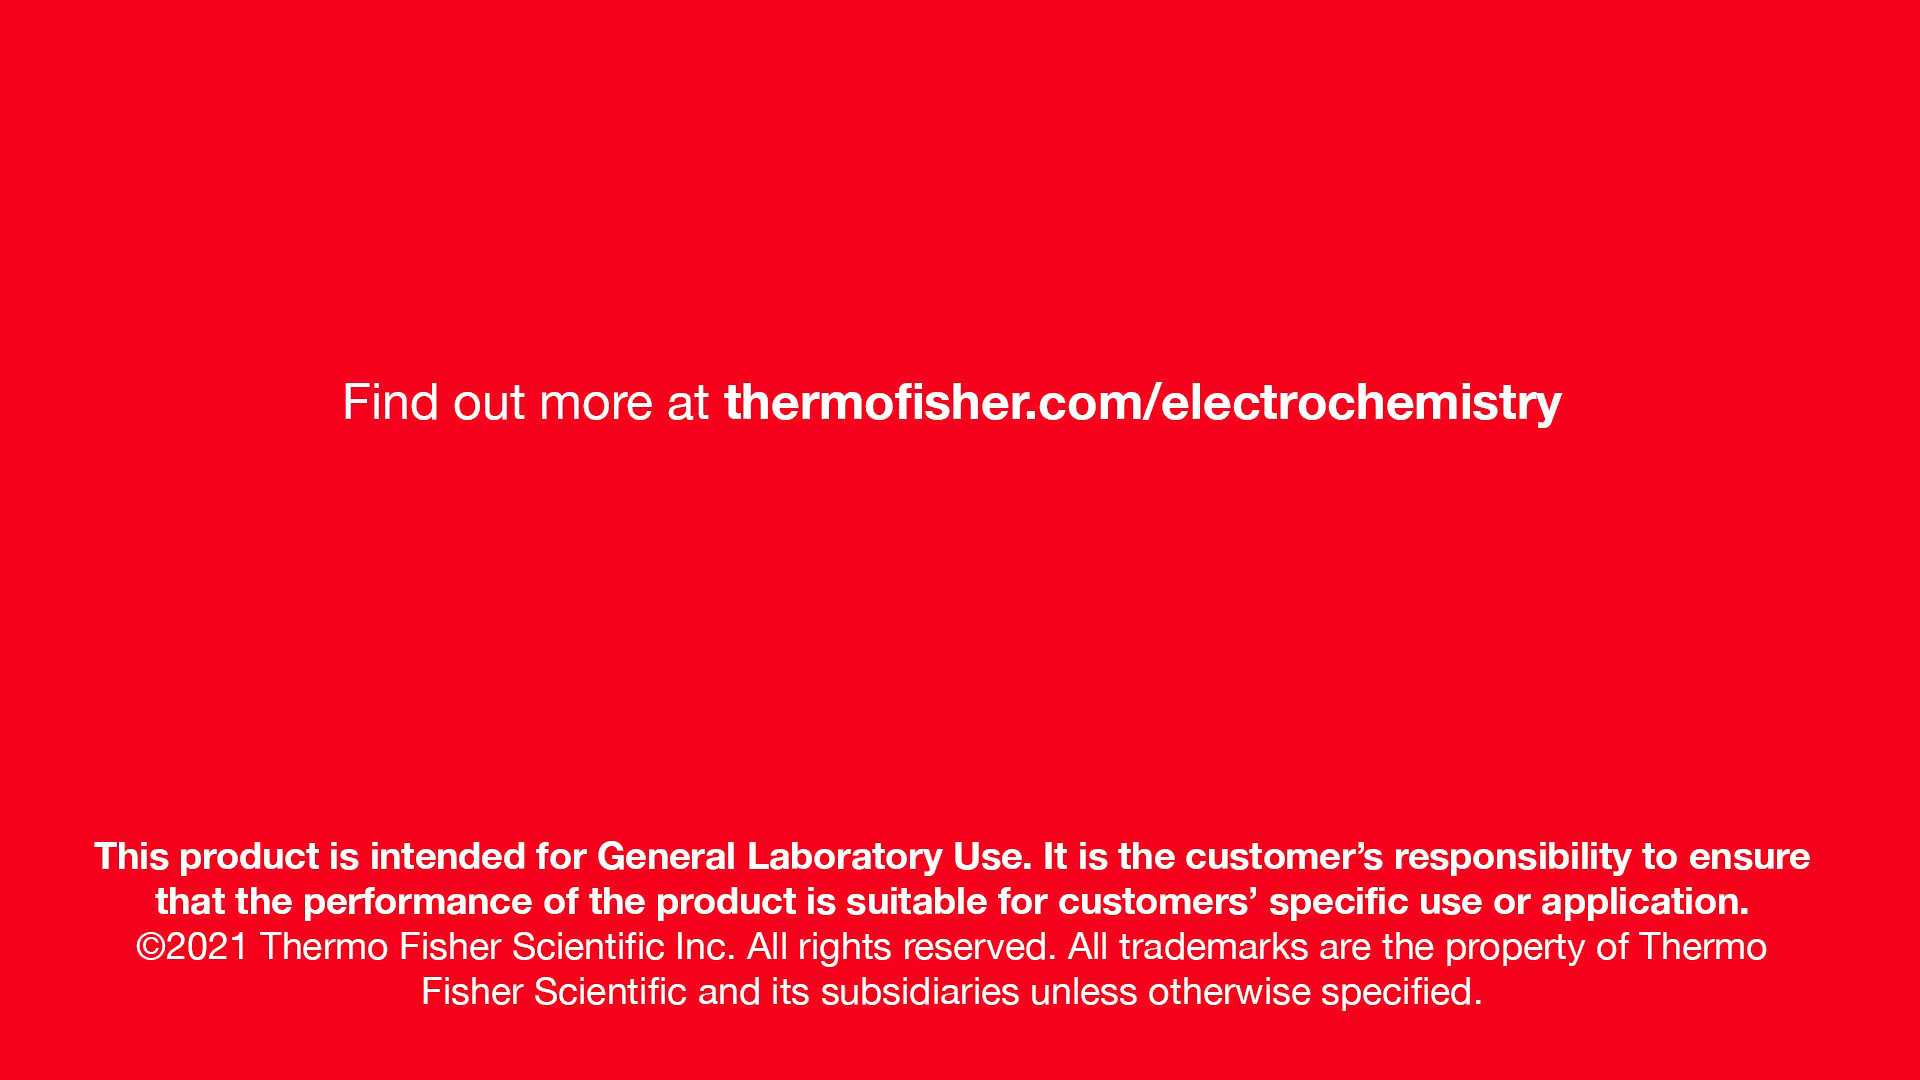 Find out more at thermofisher.com/electrochemistry
This product is intended for General Laboratory Use. It is the customer’s responsibility to ensure
that the performance of the product is suitable for customers’ specific use or application.
©2021 Thermo Fisher Scientific Inc. All rights reserved. All trademarks are the property of Thermo
Fisher Scientific and its subsidiaries unless otherwise specified.